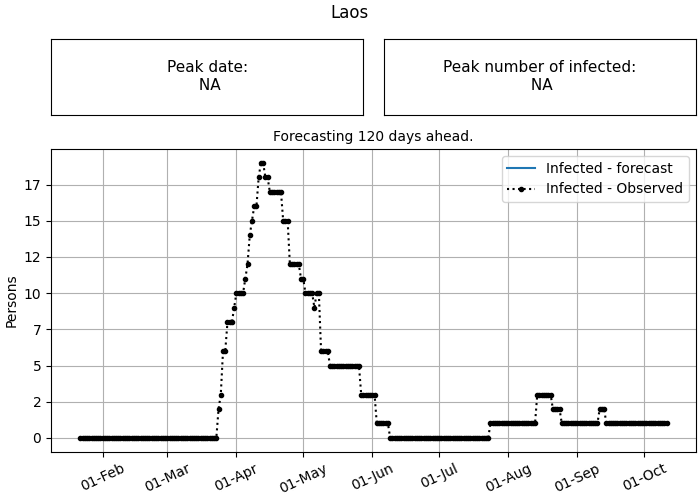 Laos
Peak date:
NA
Peak number of infected:
NA
Forecasting 120 days ahead.
Infected - forecast
Infected - Observed
17
15
12
10
7
5
2
0
Persons
01-Feb
01-Mar
01-Apr
01-May
01-Jun
01-Jul
01-Aug
01-Sep
01-Oct